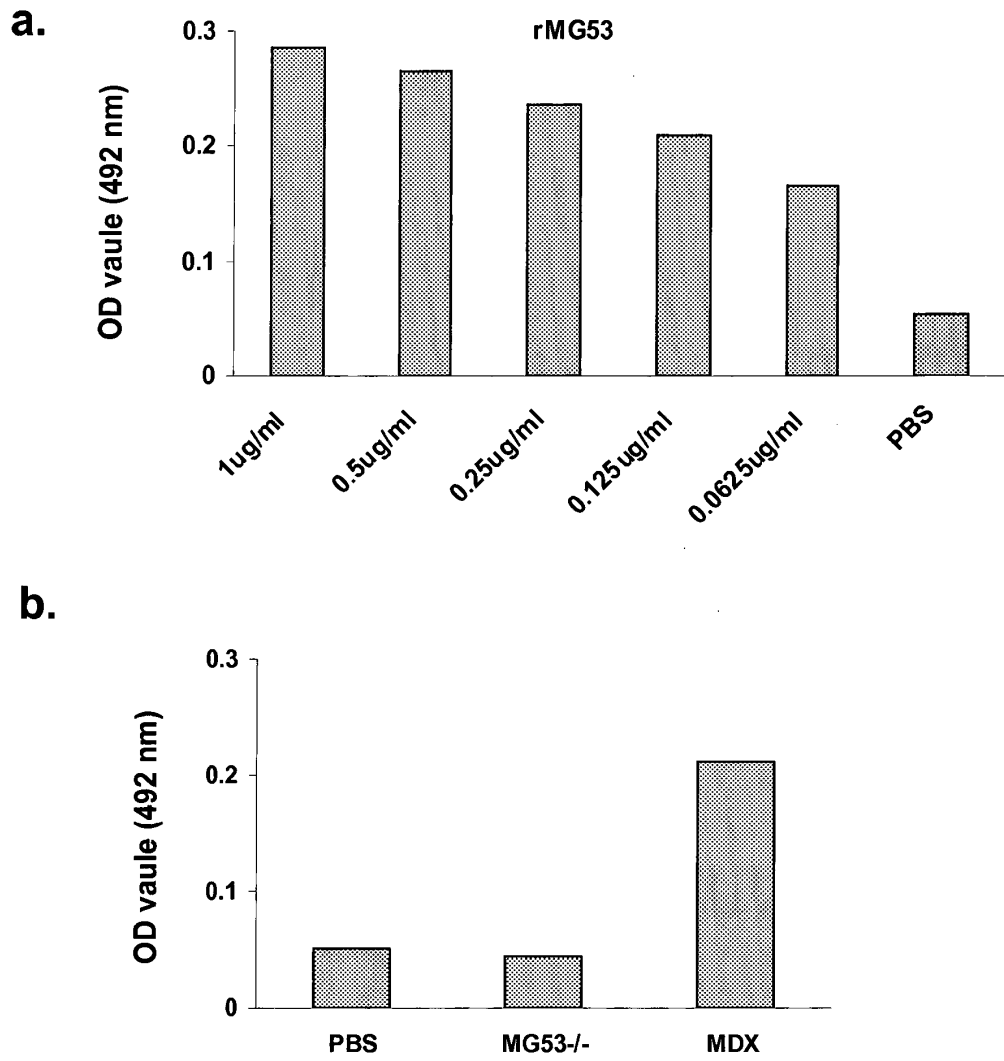 a.
rMG53
OD vaule (492 nm)
0.3
0.2
0.1
0
1ug/ml
0.5ug/ml
0.25ug/ml
0.125ug/ml
0.0625ug/ml
PBS
b.
OD vaule (492 nm)
0.3
0.2
0.1
0
PBS
MG53-/-
MDX